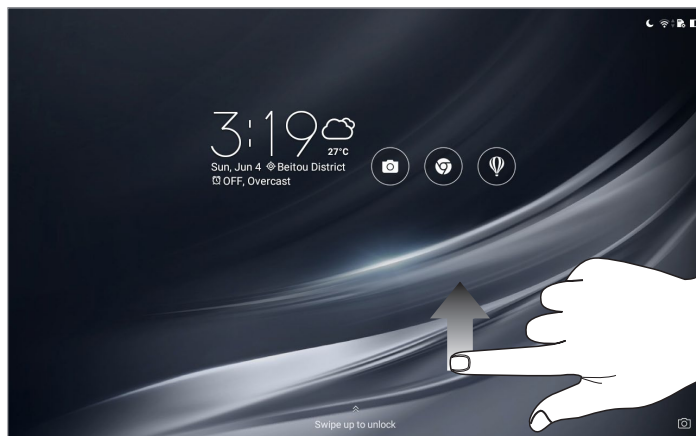 3:19
27°C
Sun, Jun 4 Beitou District
OFF, Overcast
Swipe up to unlock